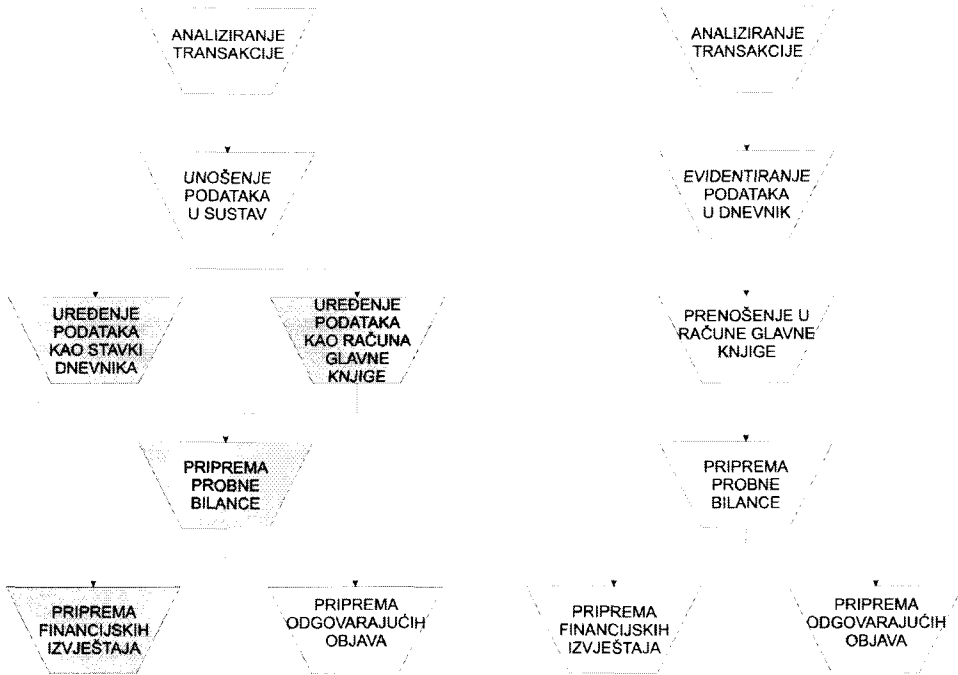 ANALIZIRANJE
TRANSAKCIJE
UNOŠENJE
PODATAKA
U SUSTAV
UREĐENJE
PODATAKA
KAO STAVKI
DNEVNIKA
UREĐENJE
PODATAKA
KAO RAČUNA
GLAVNE
KNJIGE
PRIPREMA
PROBNE
BILANCE
PRIPREMA
FINANCIJSKIH
IZVJEŠTAJA
PRIPREMA
ODGOVARAJUĆIH
OBJAVA
ANALIZIRANJE
TRANSAKCIJE
EVIDENTIRANJE
PODATAKA
U DNEVNIK
PRENOŠENJE U
RAČUNE GLAVNE
KNJIGE
PRIPREMA
PROBNE
BILANCE
PRIPREMA
FINANCIJSKIH
IZVJEŠTAJA
PRIPREMA
ODGOVARAJUĆIH
OBJAVA